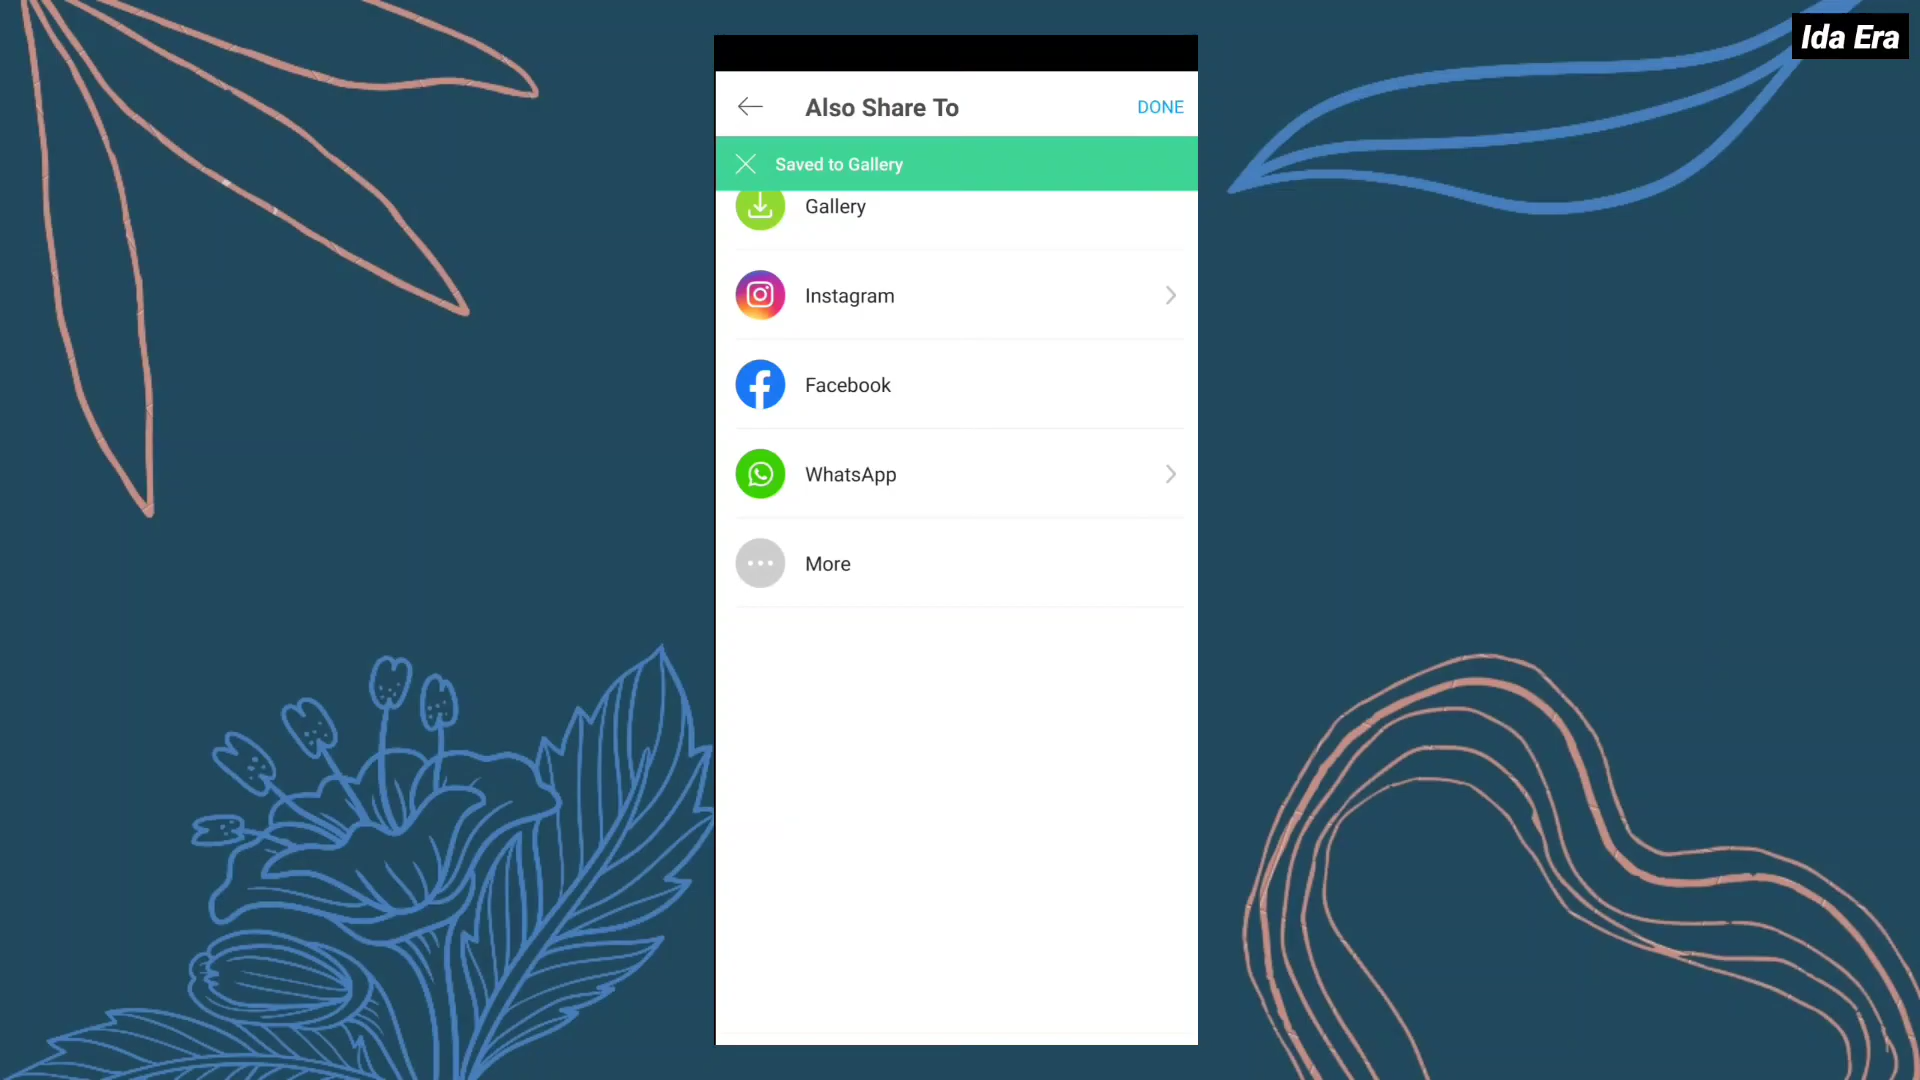 Ida Era
Also Share To
DONE
Saved to Gallery
Gallery
Instagram
Facebook
WhatsApp
More